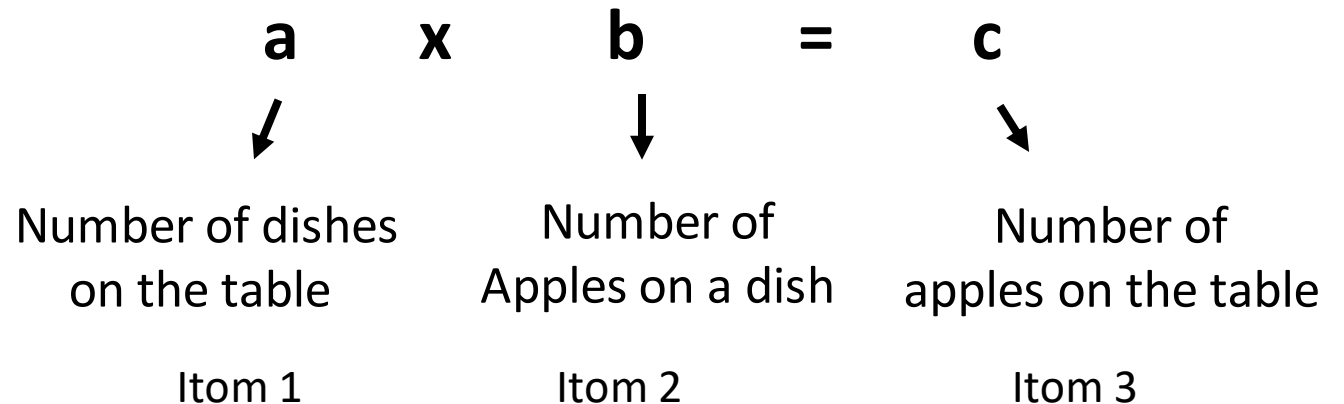 a x b = c
Number of dishes
on the table
Number of
Apples on a dish
Number of
apples on the table
Itom 1
Itom 2
Itom 3